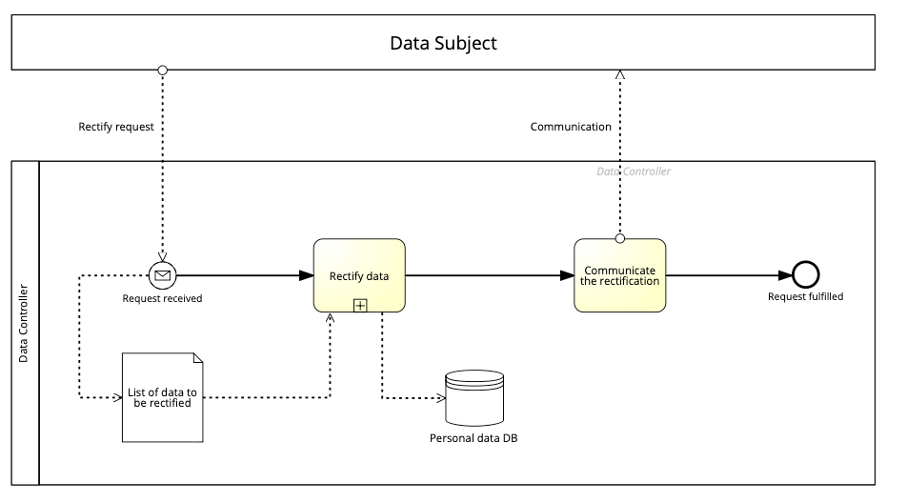 Data Subject
Rectify request
Communication
Data Controller
Data Controller
Request received
Rectify data
Communicate
the rectification
Request fulfilled
List of data to
be rectified
Personal data DB